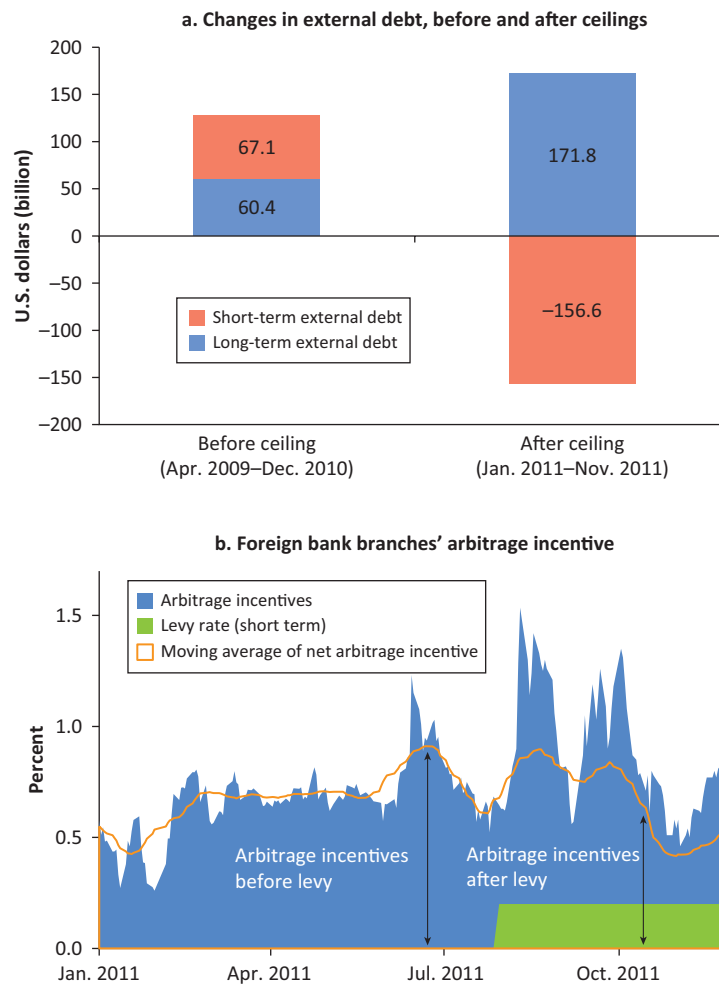 a. Changes in external debt, before and after ceilings
U.S. dollars (billion)
200
150
100
50
0
−50
−100
−150
−200
67.1
60.4
171.8
−156.6
Short-term external debt
Long-term external debt
Before ceiling
(Apr. 2009–Dec. 2010)
After ceiling
(Jan. 2011–Nov. 2011)
b. Foreign bank branches’ arbitrage incentive
Percent
1.5
1.0
0.5
0.0
Arbitrage incentives
Levy rate (short term)
Moving average of net arbitrage incentive
Arbitrage incentives
before levy
Arbitrage incentives
after levy
Jan. 2011
Apr. 2011
Jul. 2011
Oct. 2011